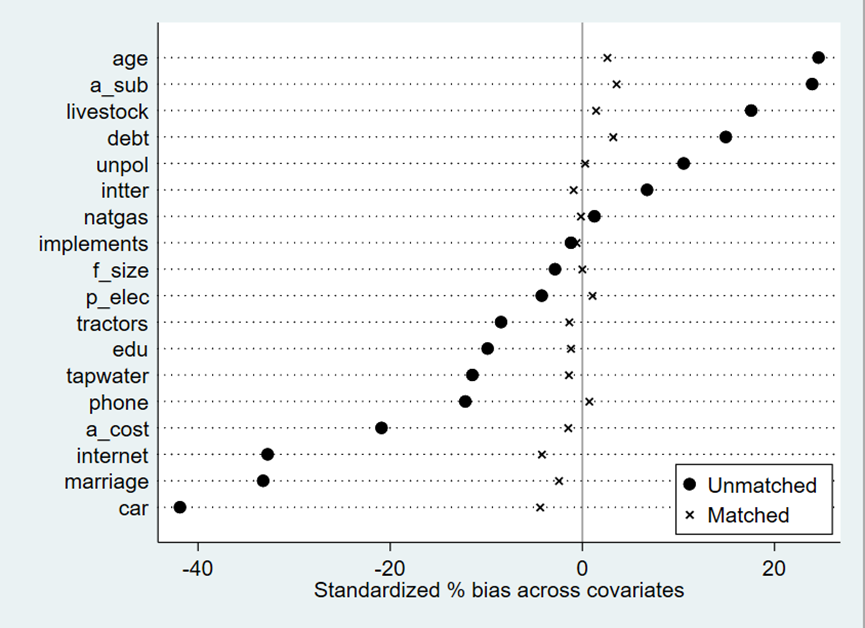 age
a_sub
livestock
debt
unpol
intter
natgas
implements
f_size
p_elec
tractors
edu
tapwater
phone
a_cost
internet
marriage
car
Unmatched
Matched
-40 -20 0 20
Standardized % bias across covariates